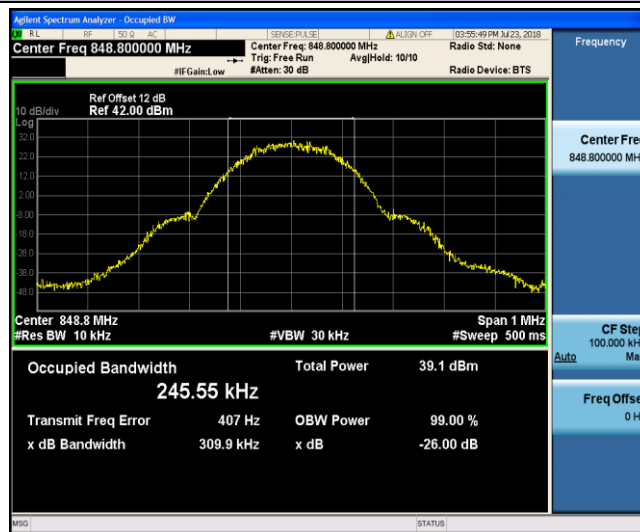 Agilent Spectrum Analyzer - Occupied BW
RL RF 50 Ω AC SENSE:PULSE ALIGN OFF 03:55:49 PM Jul 23, 2018
Center Freq 848.800000 MHz
Center Freq: 848.800000 MHz
Radio Std: None
Trig: Free Run Avg|Hold: 10/10
#IFGain:Low #Atten: 30 dB Radio Device: BTS
Frequency
Ref Offset 12 dB
10 dB/div Ref 42.00 dBm
Log
32.0
22.0
12.0
2.00
-8.00
-18.0
-28.0
-38.0
-48.0
Center Fre
848.800000 MH
Center 848.8 MHz Span 1 MHz
#Res BW 10 kHz #VBW 30 kHz #Sweep 500 ms
CF Ste
100.000 kH
Auto Ma
Occupied Bandwidth Total Power 39.1 dBm
245.55 kHz
Transmit Freq Error 407 Hz OBW Power 99.00 %
x dB Bandwidth 309.9 kHz x dB -26.00 dB
Freq Offse
0 H
MSG STATUS